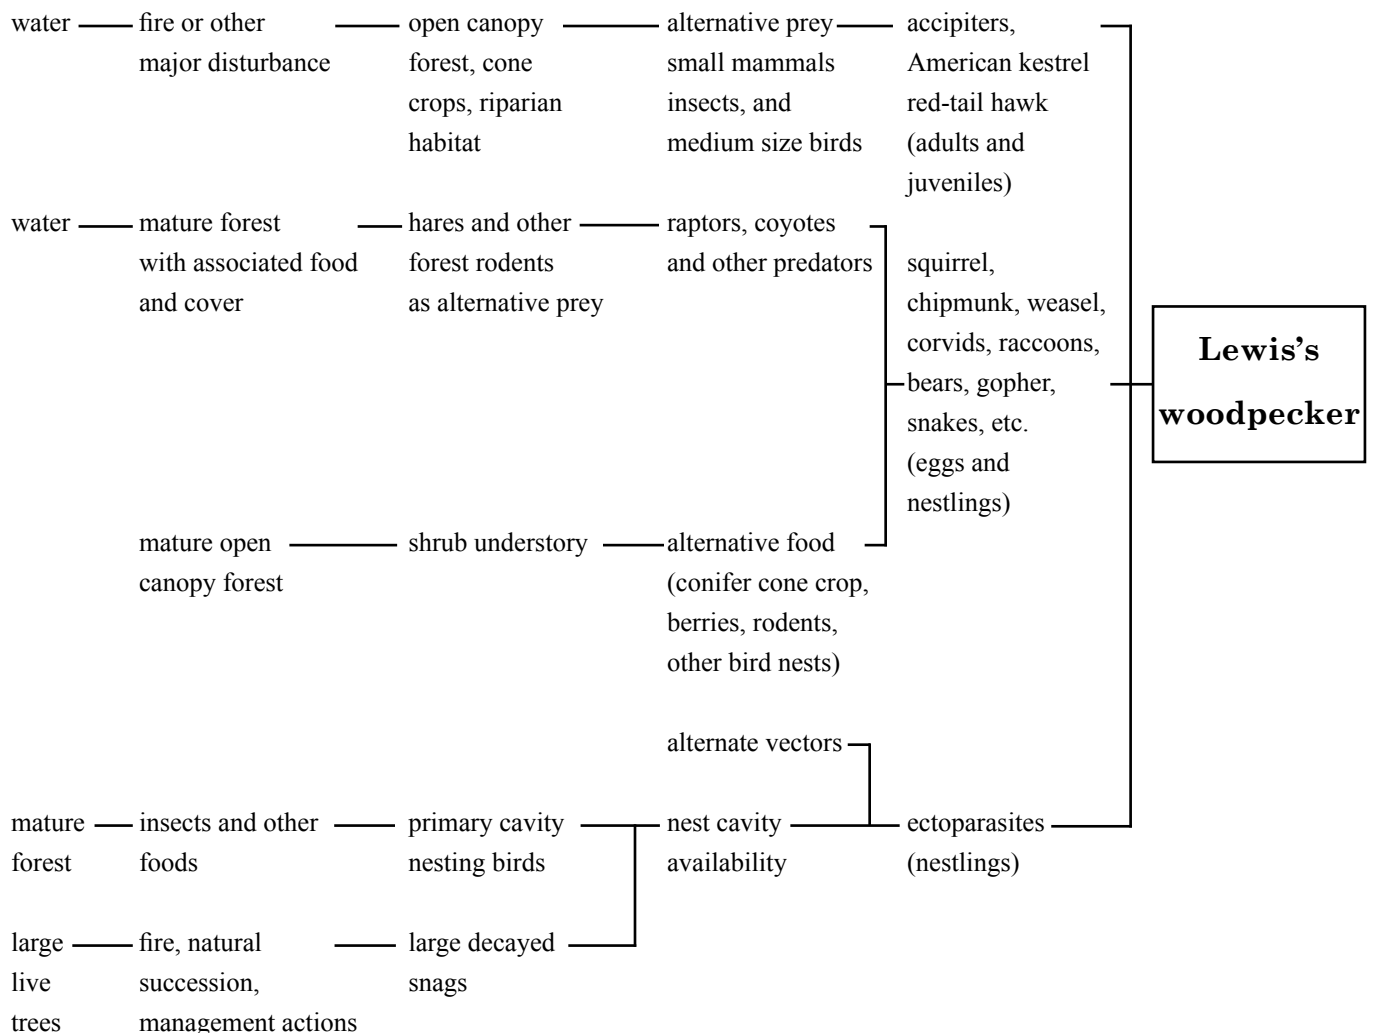 water
fire or other
major disturbance
open canopy
forest, cone
crops, riparian
habitat
alternative prey
small mammals
insects, and
medium size birds
accipiters,
American kestrel
red-tail hawk
(adults and
juveniles)
water
mature forest
with associated food
and cover
hares and other
forest rodents
as alternative prey
raptors, coyotes
and other predators
squirrel,
chipmunk, weasel,
corvids, raccoons,
bears, gopher,
snakes, etc.
(eggs and
nestlings)
Lewis's
woodpecker
mature open
canopy forest
shrub understory
alternative food
(conifer cone crop,
berries, rodents,
other bird nests)
alternate vectors
mature
forest
insects and other
foods
primary cavity
nesting birds
nest cavity
availability
ectoparasites
(nestlings)
large
live
trees
fire, natural
succession,
management actions
large decayed
snags